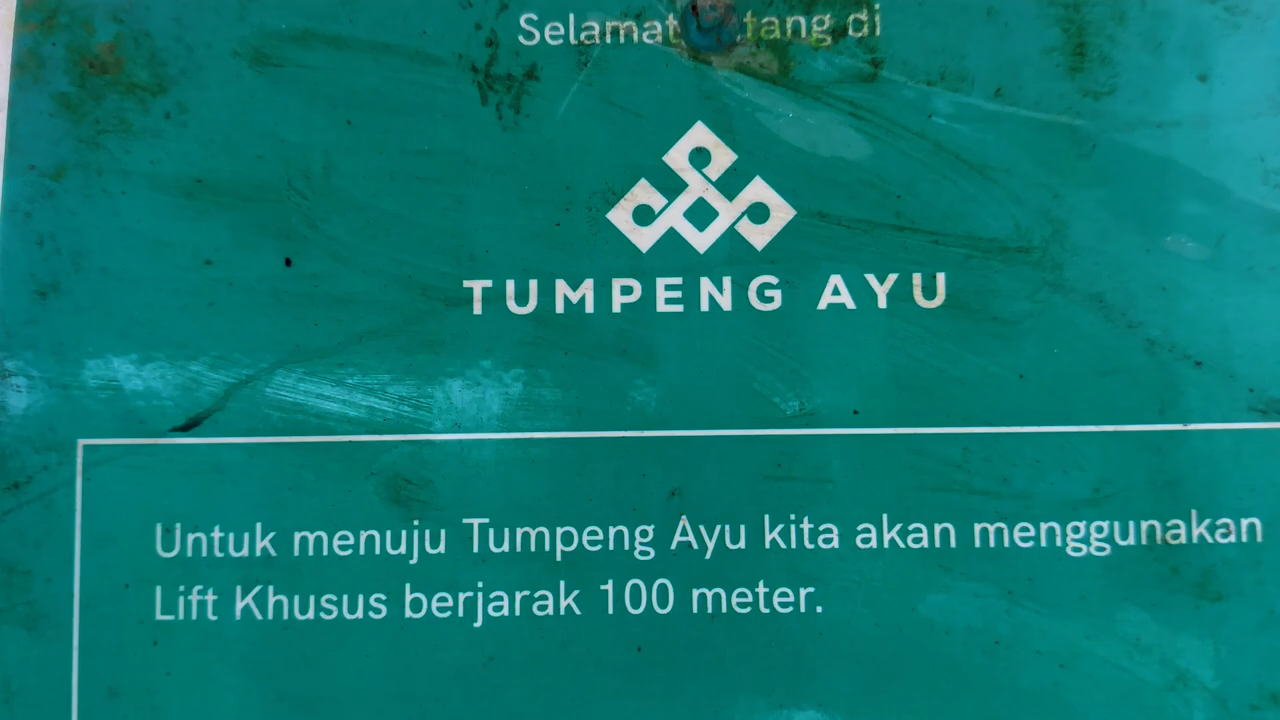 Selamat tang di
TUMPENG AYU
Untuk menuju Tumpeng Ayu kita akan menggunakan
Lift Khusus berjarak 100 meter.